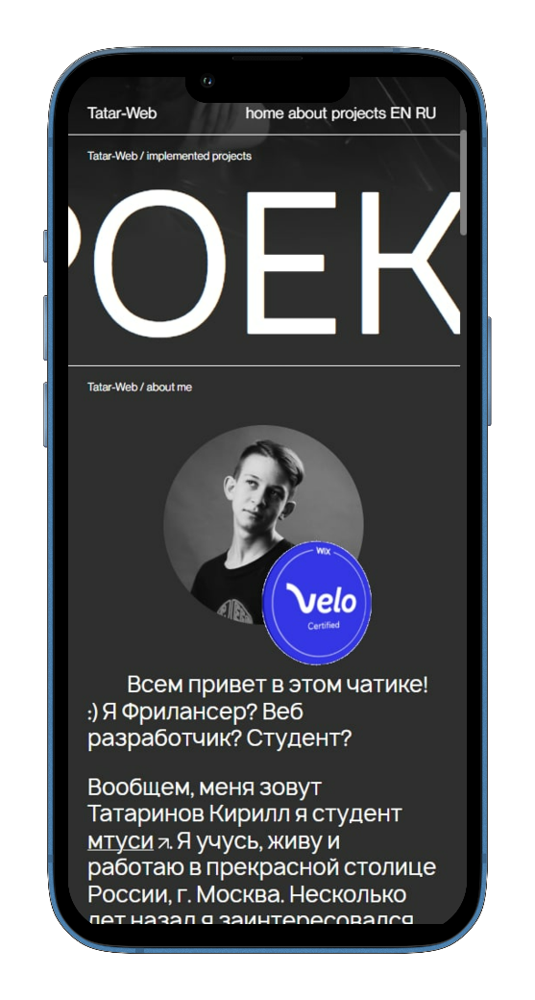 Tatar-Web home about projects EN RU
Tatar-Web / implemented projects
РОЕК
Tatar-Web / about me
WIX
velo
Certified
Всем привет в этом чатике!
:) Я Фрилансер? Веб
разработчик? Студент?
Вообщем, меня зовут
Татаринов Кирилл я студент
мтуси ↗. Я учусь, живу и
работаю в прекрасной столице
России, г. Москва. Несколько
лет назад я заинтересовался